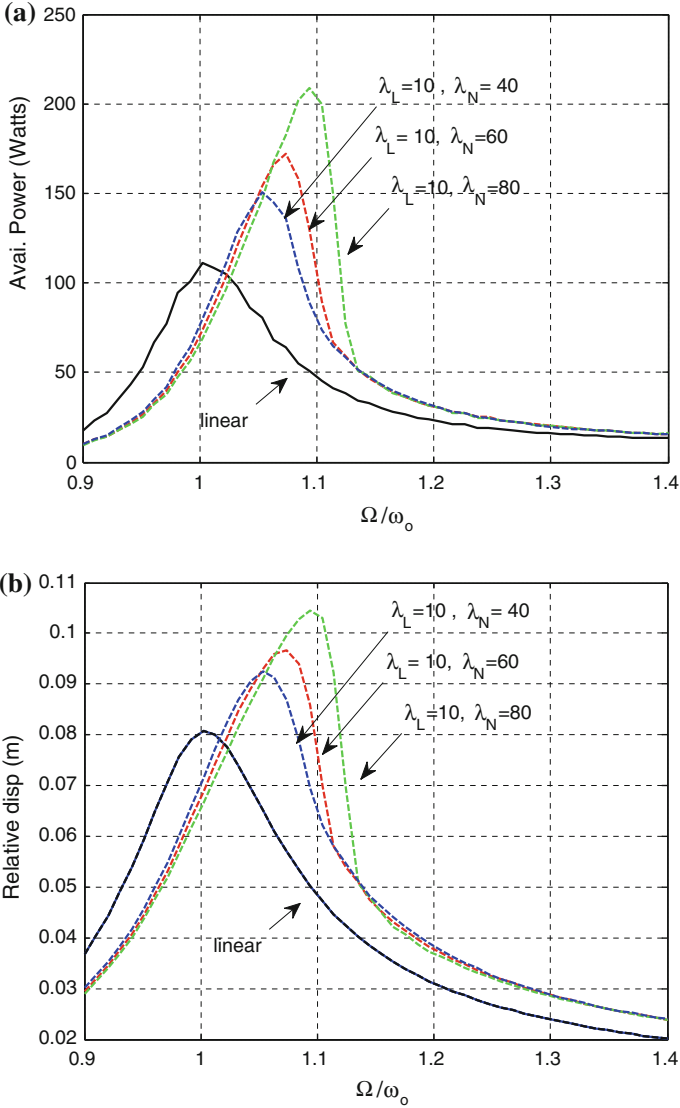 (a)
250
200
150
100
50
0
Avai. Power (Watts)
λL=10 , λN= 40
λL= 10, λN=60
λL=10, λN=80
linear
0.9 1 1.1 1.2 1.3 1.4
Ω/ωo
(b)
0.11
0.1
0.09
0.08
0.07
0.06
0.05
0.04
0.03
0.02
Relative disp (m)
λL=10 , λN= 40
λL= 10, λN=60
λL=10, λN=80
linear
0.9 1 1.1 1.2 1.3 1.4
Ω/ωo